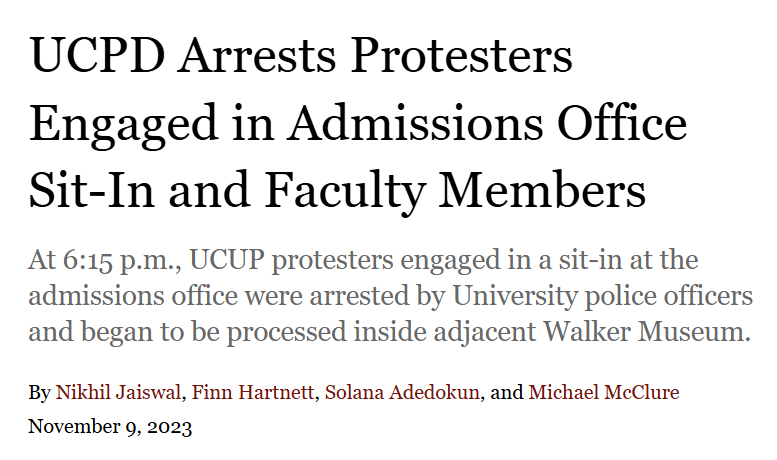 UCPD Arrests Protesters
Engaged in Admissions Office
Sit-In and Faculty Members
At 6:15 p.m., UCUP protesters engaged in a sit-in at the
admissions office were arrested by University police officers
and began to be processed inside adjacent Walker Museum.
By Nikhil Jaiswal, Finn Hartnett, Solana Adedokun, and Michael McClure
November 9, 2023